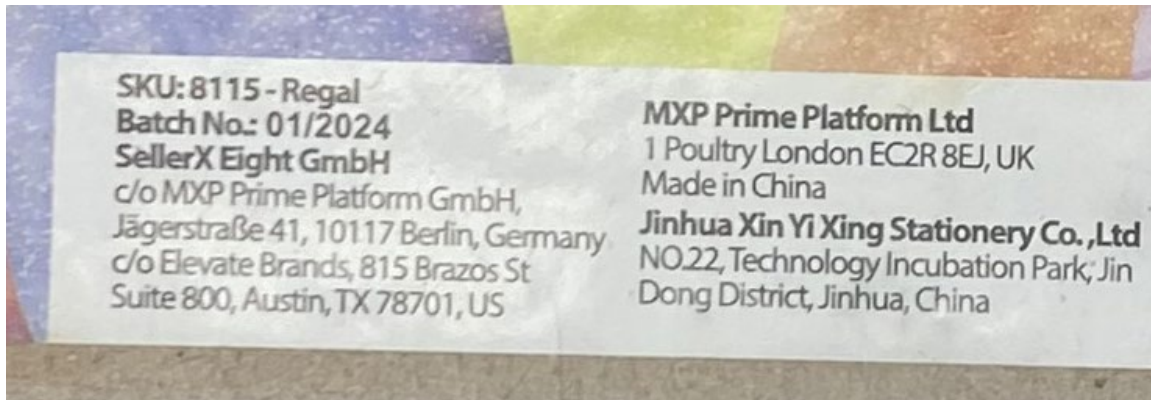 SKU: 8115 - Regal
Batch No.: 01/2024
SellerX Eight GmbH
c/o MXP Prime Platform GmbH,
Jägerstraße 41, 10117 Berlin, Germany
c/o Elevate Brands, 815 Brazos St
Suite 800, Austin, TX 78701, US
MXP Prime Platform Ltd
1 Poultry London EC2R 8EJ, UK
Made in China
Jinhua Xin Yi Xing Stationery Co.,Ltd
NO.22, Technology Incubation Park, Jin
Dong District, Jinhua, China